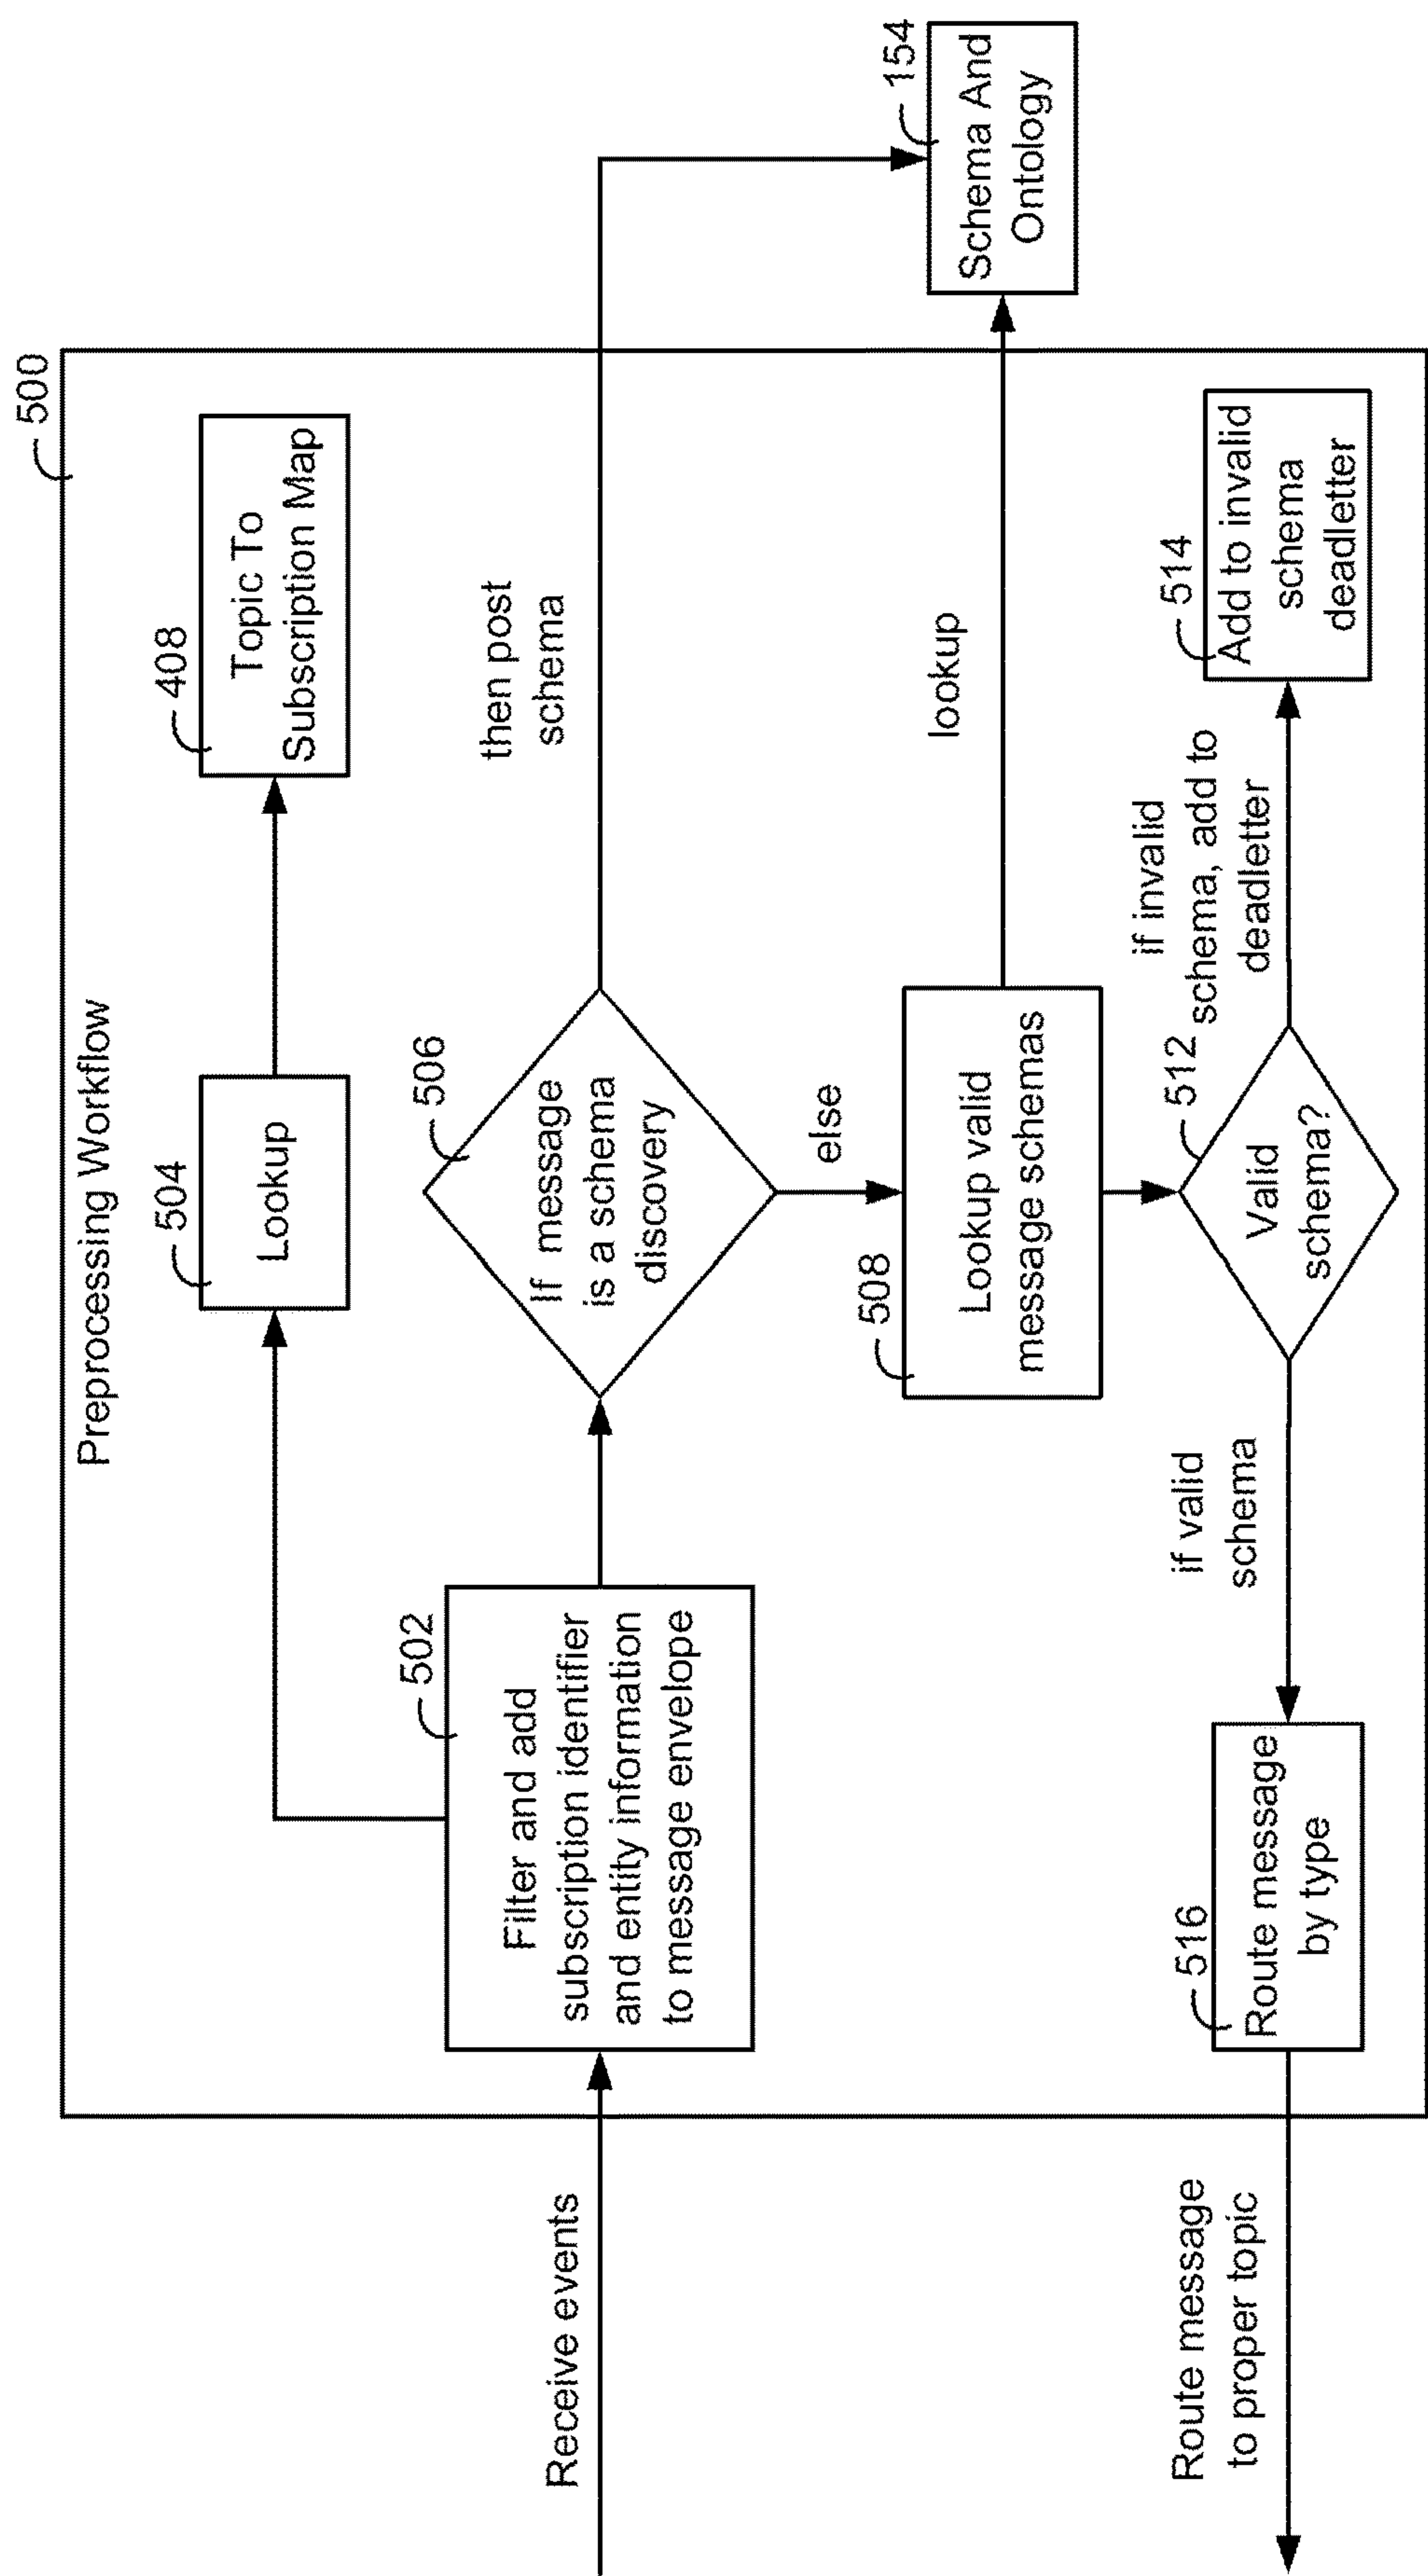 500
Preprocessing Workflow
504
Lookup
408
Topic To
Subscription Map
Receive events
502
Filter and add
subscription identifier
and entity information
to message envelope
506
If message
is a schema
discovery
then post
schema
154
Schema And
Ontology
else
508
Lookup valid
message schemas
lookup
512
Valid
schema?
if invalid
schema, add to
deadletter
514
Add to invalid
schema
deadletter
if valid
schema
516
Route message
by type
Route message
to proper topic